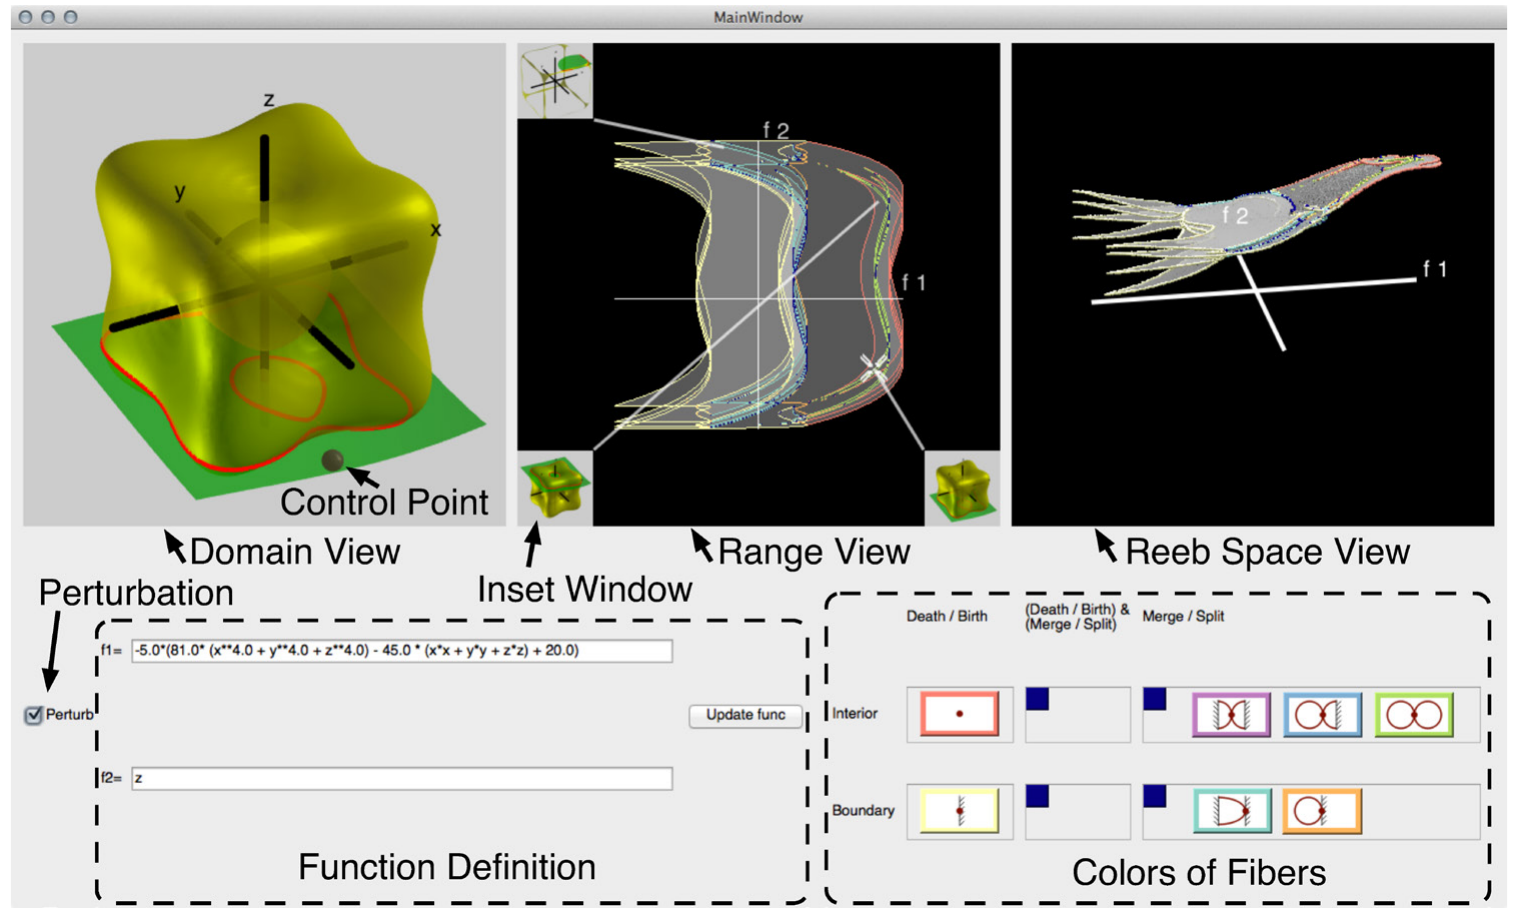 MainWindow
z
y
x
Control Point
f 2
f 1
f 2
f 1
Domain View
Range View
Reeb Space View
Perturbation
Inset Window
f1= -5.0*(81.0* (x**4.0 + y**4.0 + z**4.0) - 45.0 * (x*x + y*y + z*z) + 20.0)
Perturb
Update func
f2= z
Function Definition
Death / Birth
(Death / Birth) &
(Merge / Split)
Merge / Split
Interior
Boundary
Colors of Fibers